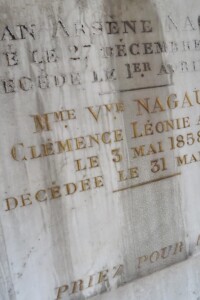 AN ARSÈNE NAG
LE 27 DÉCEMBRE
DÉCÉDÉ LE 1ER AVRIL
MME VVE NAGAU
CLÉMENCE LÉONIE A
LE 3 MAI 1858
DÉCÉDÉE LE 31 MA
PRIEZ POUR